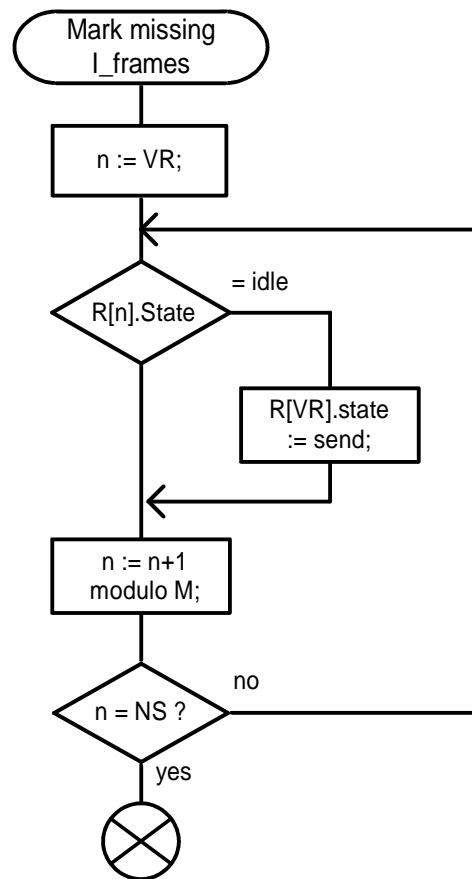 Mark missing
I_frames
n := VR;
= idle
R[n].State
R[VR].state
:= send;
n := n+1
modulo M;
no
n = NS ?
yes